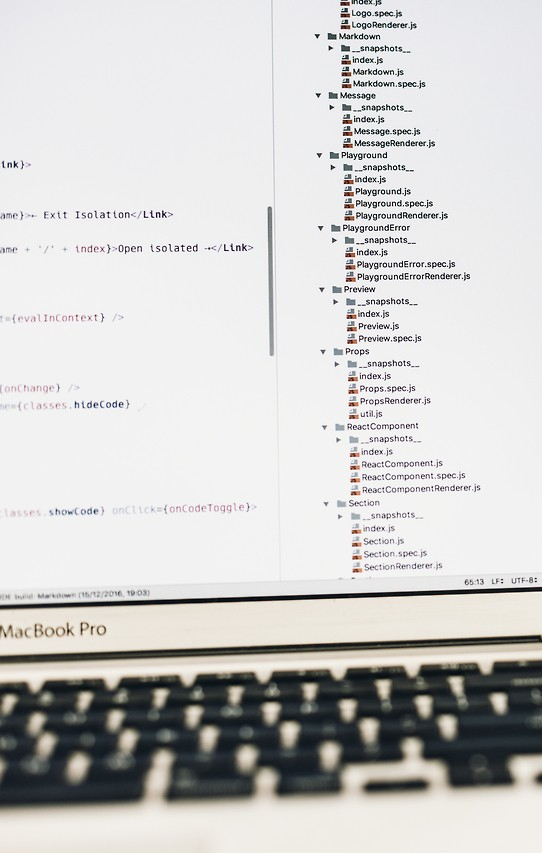 ink}>
ame}>← Exit Isolation</Link>
ame + '/' + index}>Open isolated →</Link>
t={evalInContext} />
{onChange} />
me={classes.hideCode}
classes.showCode} onClick={onCodeToggle}>
index.js
Logo.spec.js
LogoRenderer.js
Markdown
__snapshots__
index.js
Markdown.js
Markdown.spec.js
Message
__snapshots__
index.js
Message.spec.js
MessageRenderer.js
Playground
__snapshots__
index.js
Playground.js
Playground.spec.js
PlaygroundRenderer.js
PlaygroundError
__snapshots__
index.js
PlaygroundError.spec.js
PlaygroundErrorRenderer.js
Preview
__snapshots__
index.js
Preview.js
Preview.spec.js
Props
__snapshots__
index.js
Props.spec.js
PropsRenderer.js
util.js
ReactComponent
__snapshots__
index.js
ReactComponent.js
ReactComponent.spec.js
ReactComponentRenderer.js
Section
__snapshots__
index.js
Section.js
Section.spec.js
SectionRenderer.js
build: Markdown (15/12/2016, 19:03)
65:13 LF÷ UTF-8÷
MacBook Pro